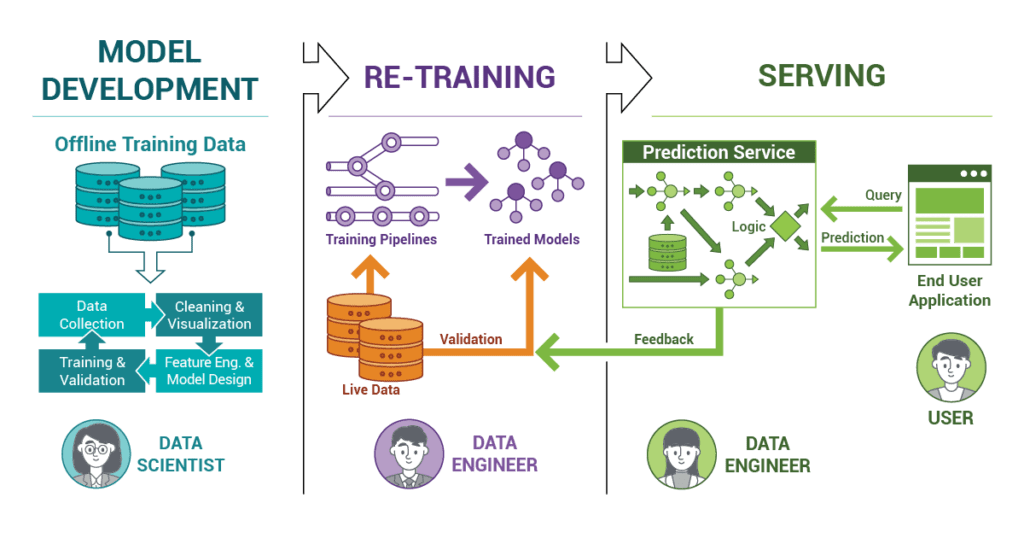 MODEL
DEVELOPMENT
Offline Training Data
Data
Collection
Cleaning &
Visualization
Training &
Validation
Feature Eng. &
Model Design
DATA
SCIENTIST
RE-TRAINING
Training Pipelines
Trained Models
Validation
Live Data
DATA
ENGINEER
SERVING
Prediction Service
Logic
Query
Prediction
End User
Application
Feedback
USER
DATA
ENGINEER